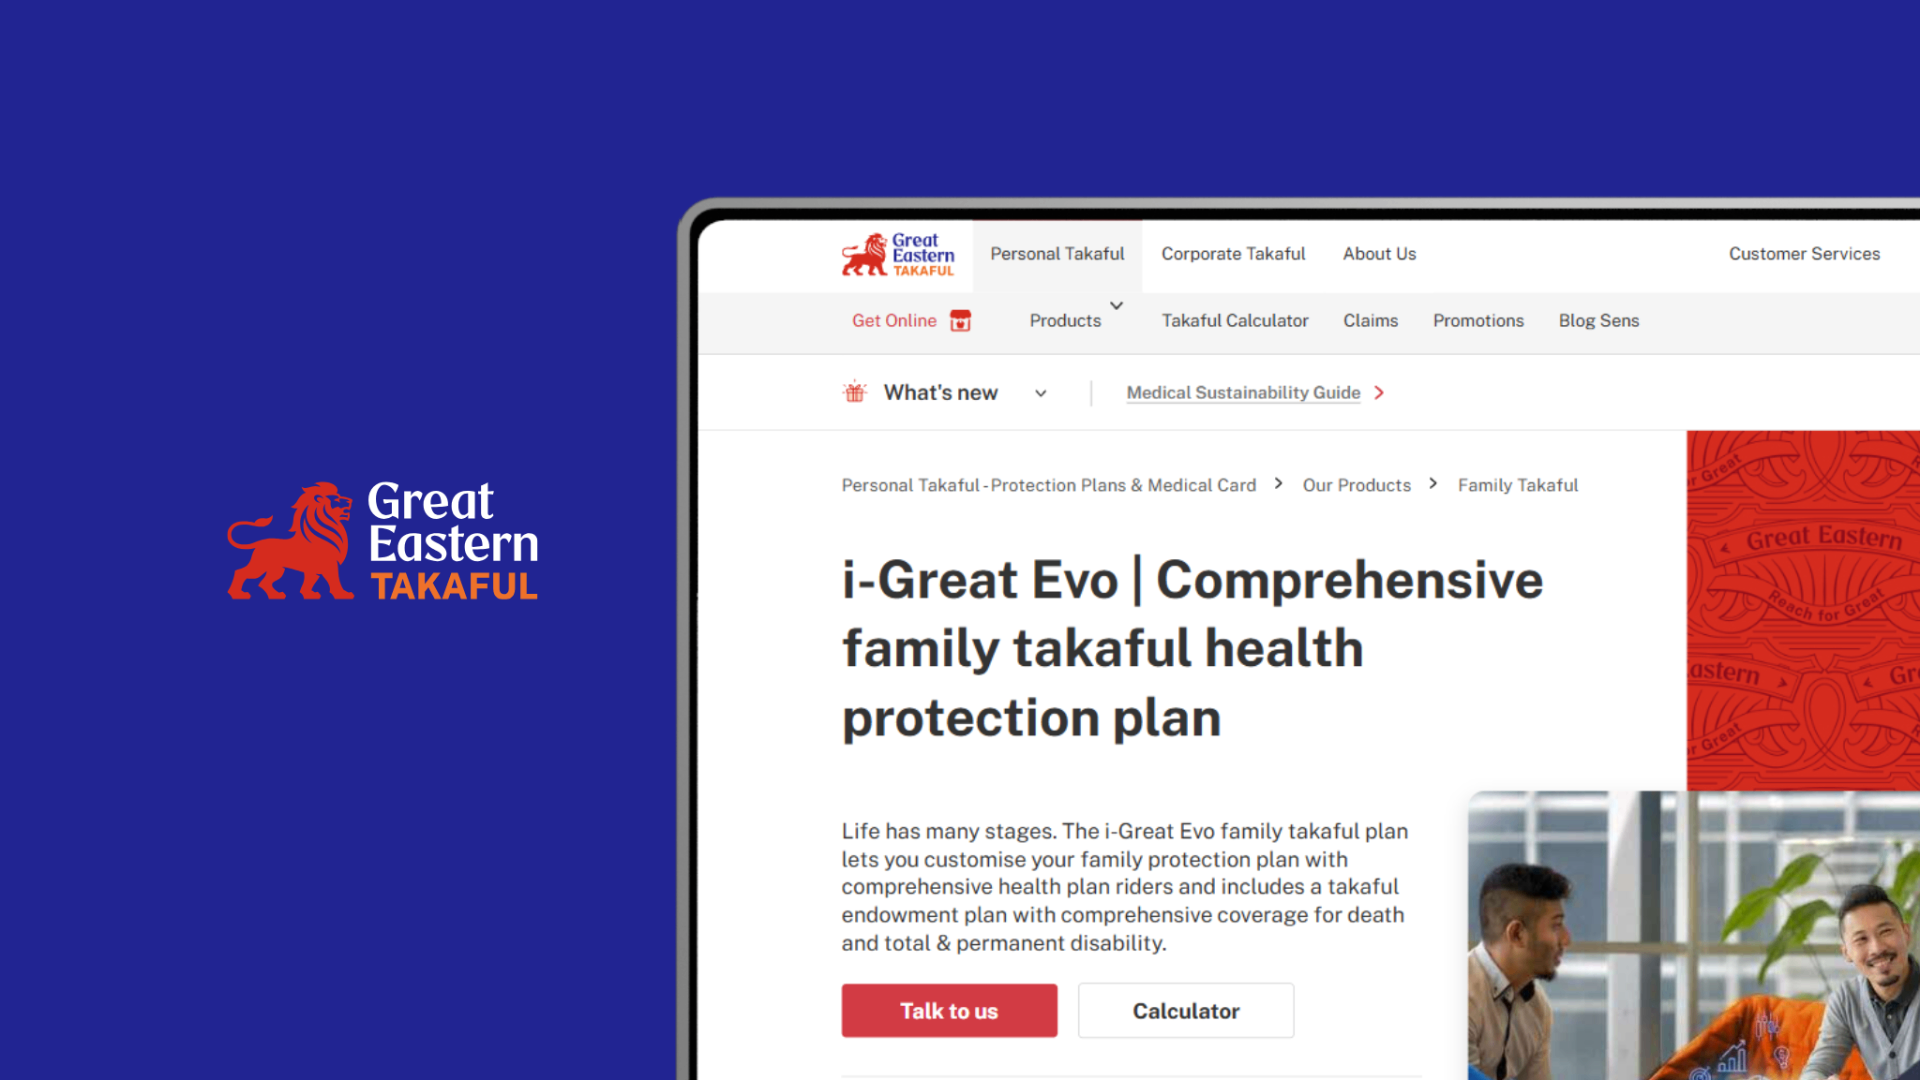 Great
Eastern
TAKAFUL
Great
Eastern
TAKAFUL
Personal Takaful
Corporate Takaful
About Us
Customer Services
Get Online
Products
Takaful Calculator
Claims
Promotions
Blog Sens
What's new
Medical Sustainability Guide
Personal Takaful - Protection Plans & Medical Card
Our Products
Family Takaful
i-Great Evo | Comprehensive
family takaful health
protection plan
Life has many stages. The i-Great Evo family takaful plan
lets you customise your family protection plan with
comprehensive health plan riders and includes a takaful
endowment plan with comprehensive coverage for death
and total & permanent disability.
Talk to us
Calculator
r Great
Great Eastern
Reach for Great
astern
Gr
r Great